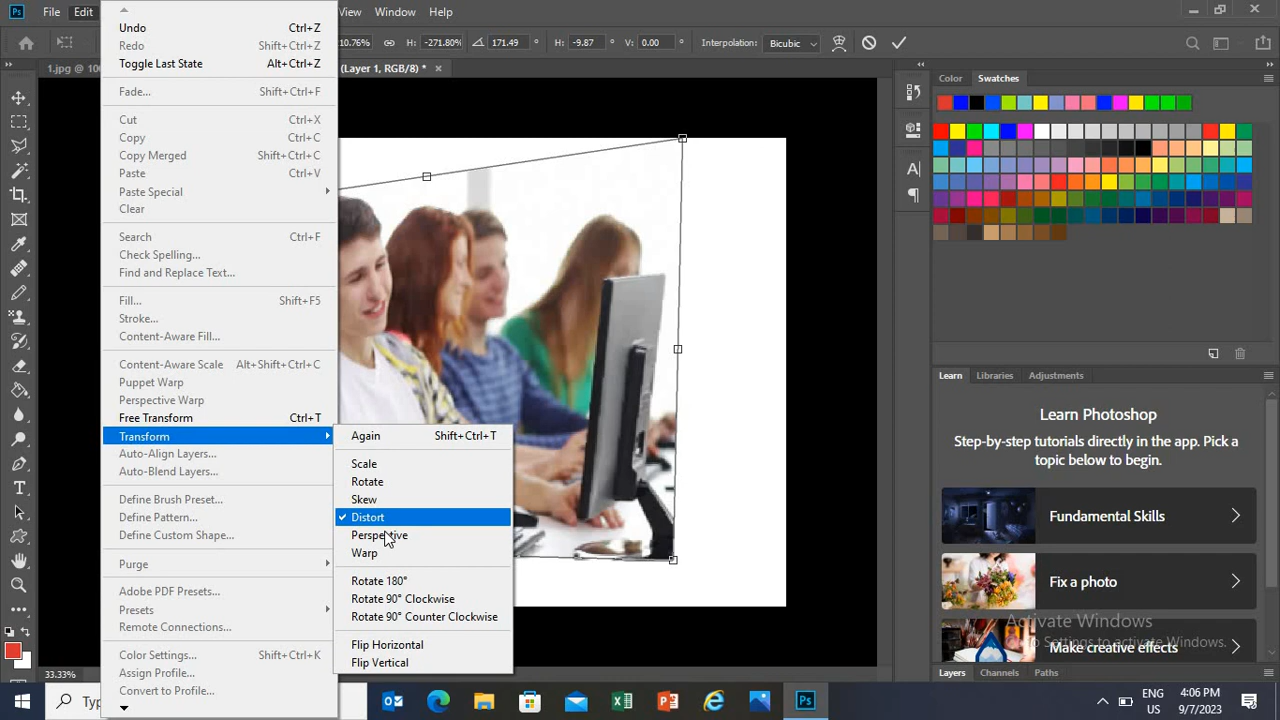 Ps File Edit View Window Help
10.76% H: -271.80% 171.49 ° H: -9.87 ° V: 0.00 ° Interpolation: Bicubic
1.jpg @ 100 (Layer 1, RGB/8) *
Undo Ctrl+Z
Redo Shift+Ctrl+Z
Toggle Last State Alt+Ctrl+Z
Fade... Shift+Ctrl+F
Cut Ctrl+X
Copy Ctrl+C
Copy Merged Shift+Ctrl+C
Paste Ctrl+V
Paste Special
Clear
Search Ctrl+F
Check Spelling...
Find and Replace Text...
Fill... Shift+F5
Stroke...
Content-Aware Fill...
Content-Aware Scale Alt+Shift+Ctrl+C
Puppet Warp
Perspective Warp
Free Transform Ctrl+T
Transform
Auto-Align Layers...
Auto-Blend Layers...
Define Brush Preset...
Define Pattern...
Define Custom Shape...
Purge
Adobe PDF Presets...
Presets
Remote Connections...
Color Settings... Shift+Ctrl+K
Assign Profile...
Convert to Profile...
Again Shift+Ctrl+T
Scale
Rotate
Skew
Distort
Perspective
Warp
Rotate 180°
Rotate 90° Clockwise
Rotate 90° Counter Clockwise
Flip Horizontal
Flip Vertical
Color Swatches
Learn Libraries Adjustments
Learn Photoshop
Step-by-step tutorials directly in the app. Pick a
topic below to begin.
Fundamental Skills
Fix a photo
Make creative effects
Activate Windows
Go to Settings to activate Windows.
Layers Channels Paths
33.33%
Typ
ENG
US
4:06 PM
9/7/2023